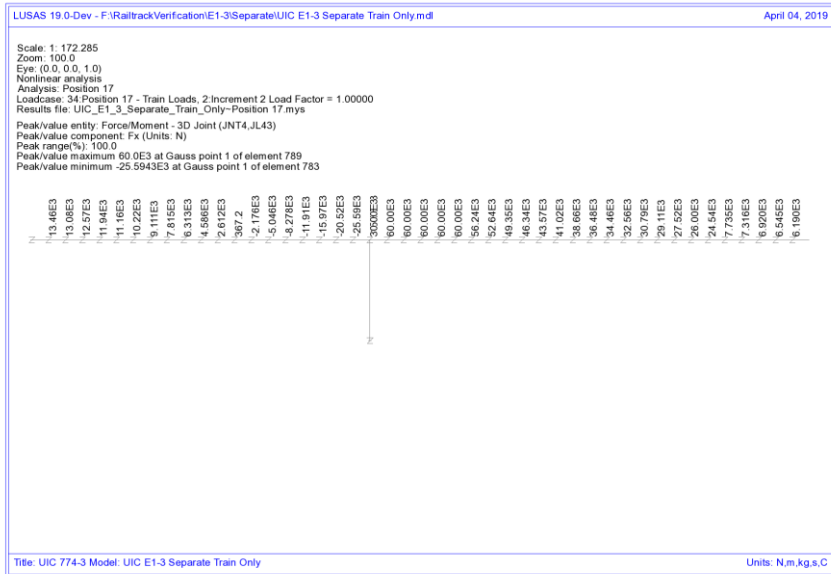 LUSAS 19.0-Dev - F:\RailtrackVerification\E1-3\Separate\UIC E1-3 Separate Train Only.mdl
April 04, 2019
Scale: 1: 172.285
Zoom: 100.0
Eye: (0.0, 0.0, 1.0)
Nonlinear analysis
Analysis: Position 17
Loadcase: 34:Position 17 - Train Loads, 2:Increment 2 Load Factor = 1.00000
Results file: UIC_E1_3_Separate_Train_Only~Position 17.mys
Peak/value entity: Force/Moment - 3D Joint (JNT4,JL43)
Peak/value component: Fx (Units: N)
Peak range(%): 100.0
Peak/value maximum 60.0E3 at Gauss point 1 of element 789
Peak/value minimum -25.5943E3 at Gauss point 1 of element 783
13.46E3
13.08E3
12.57E3
11.94E3
11.16E3
10.22E3
9.111E3
7.815E3
6.313E3
4.586E3
2.612E3
367.2
-2.176E3
-5.046E3
-8.278E3
-11.91E3
-15.97E3
-20.52E3
-25.59E3
60.00E3
60.00E3
60.00E3
60.00E3
60.00E3
56.24E3
52.64E3
49.35E3
46.34E3
43.57E3
41.02E3
38.66E3
36.48E3
34.46E3
32.56E3
30.79E3
29.11E3
27.52E3
26.00E3
24.54E3
7.735E3
7.316E3
6.920E3
6.545E3
6.190E3
Title: UIC 774-3 Model: UIC E1-3 Separate Train Only
Units: N,m,kg,s,C